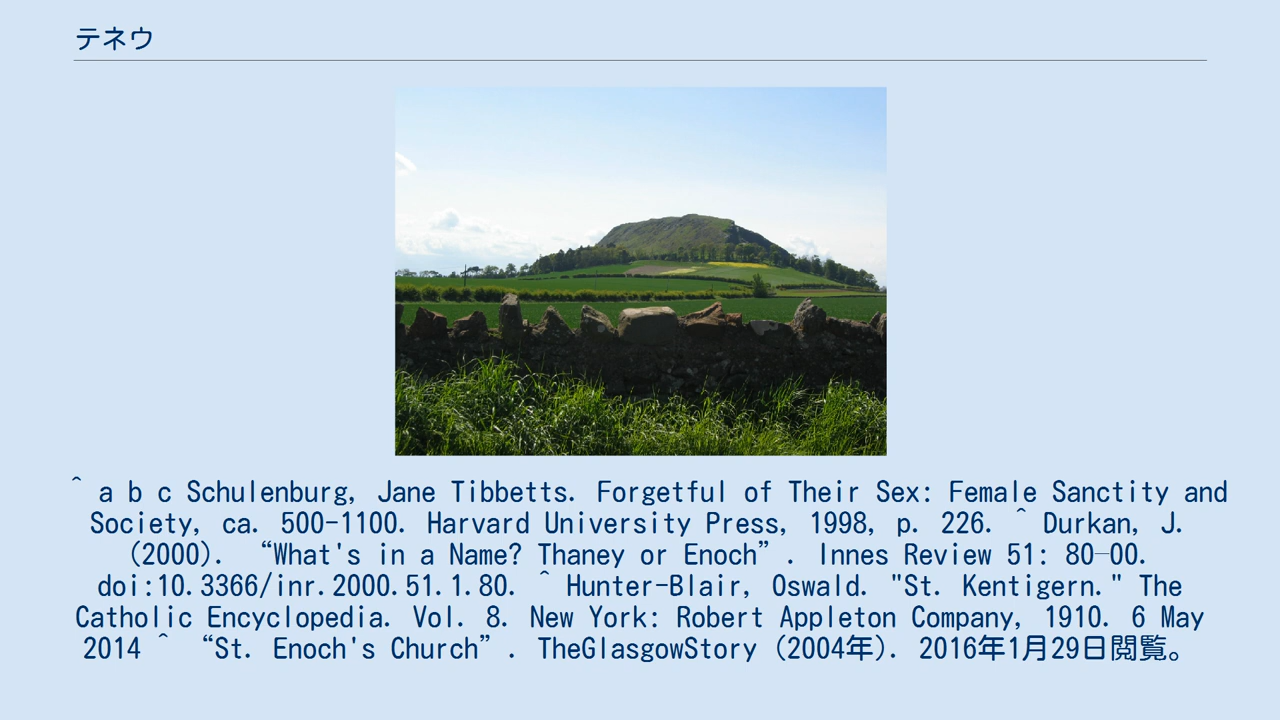 テネウ
^ a b c Schulenburg, Jane Tibbetts. Forgetful of Their Sex: Female Sanctity and
Society, ca. 500-1100. Harvard University Press, 1998, p. 226. ^ Durkan, J.
(2000). “What's in a Name? Thaney or Enoch”. Innes Review 51: 80–00.
doi:10.3366/inr.2000.51.1.80. ^ Hunter-Blair, Oswald. "St. Kentigern." The
Catholic Encyclopedia. Vol. 8. New York: Robert Appleton Company, 1910. 6 May
2014 ^ “St. Enoch's Church”. TheGlasgowStory (2004年). 2016年1月29日閲覧。